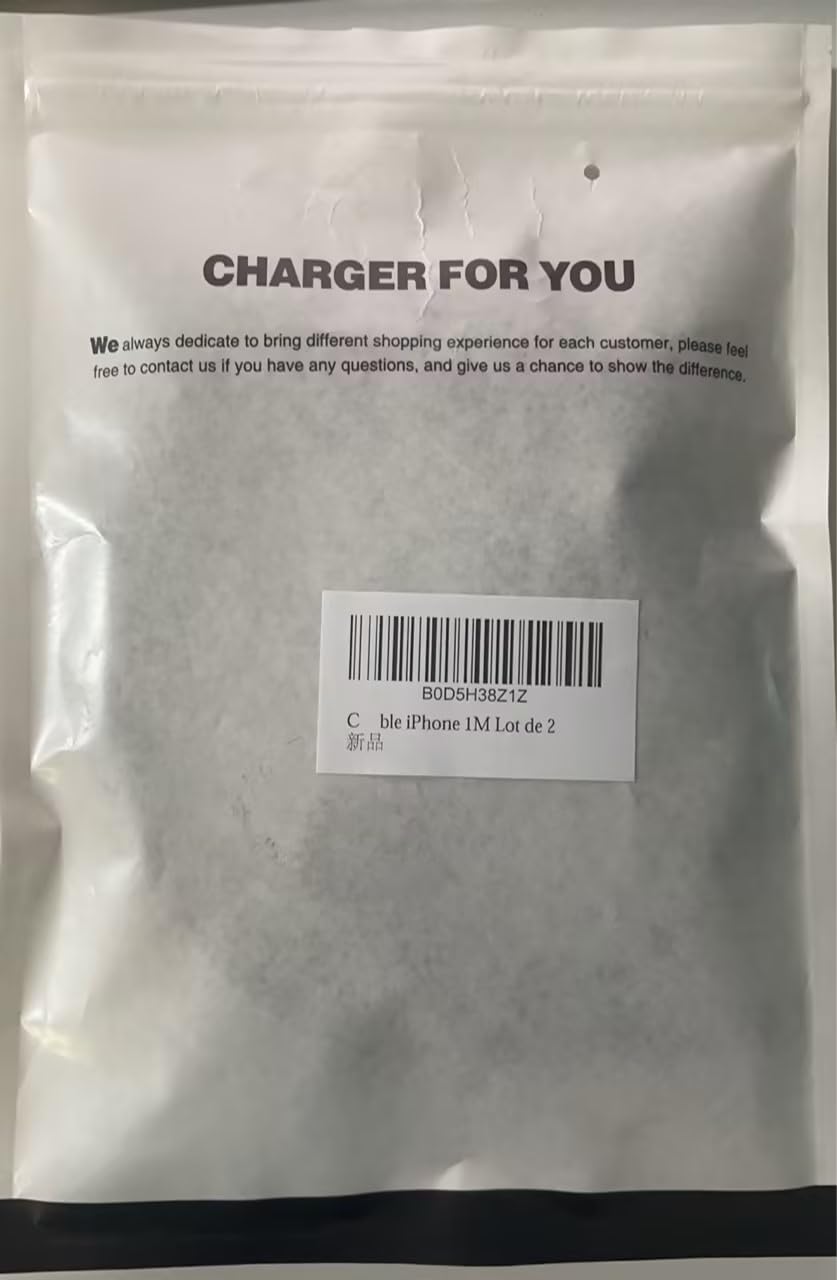 CHARGER FOR YOU
We always dedicate to bring different shopping experience for each customer, please feel
free to contact us if you have any questions, and give us a chance to show the difference.
B0D5H38Z1Z
C ble iPhone 1M Lot de 2
新品